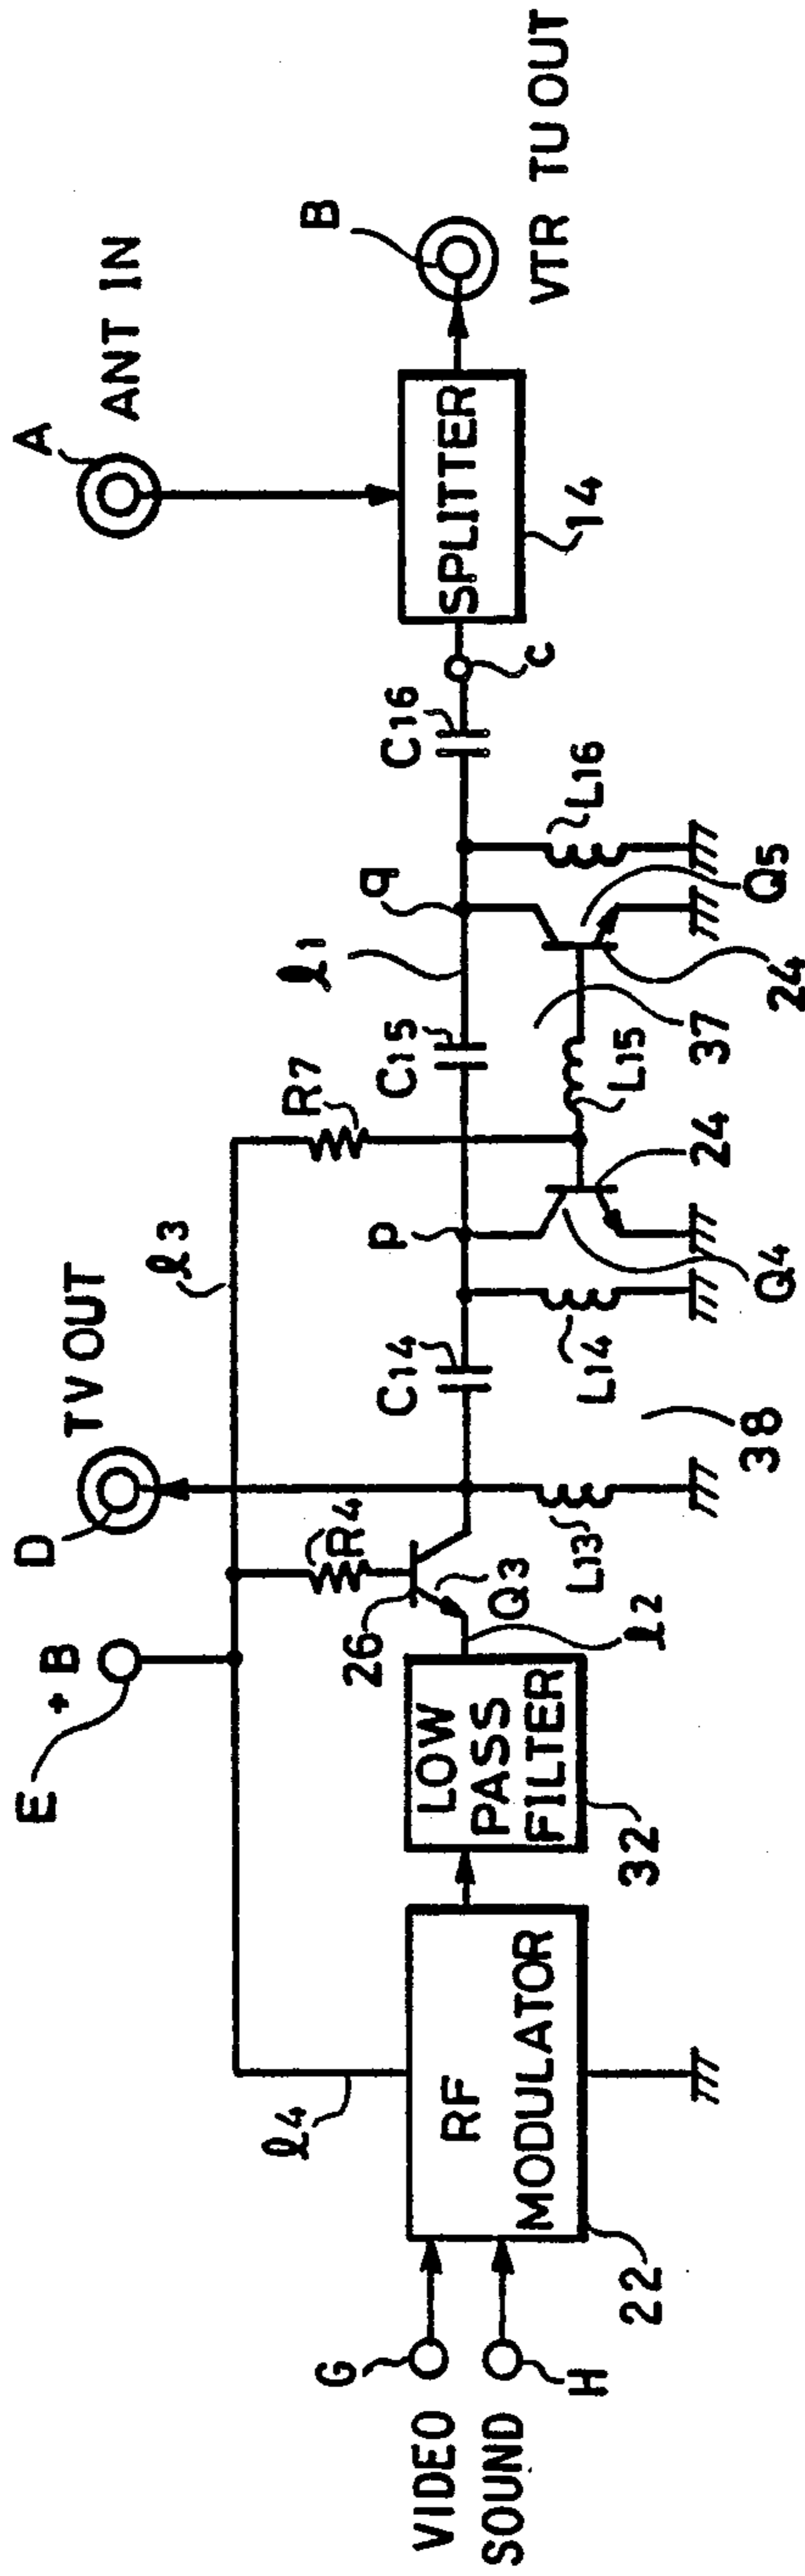 A
ANT IN
B
VTR TU OUT
SPLITTER
14
c
C16
L16
q
ℓ1
Q5
24
C15
R7
37
L15
24
ℓ3
p
Q4
TV OUT
D
C14
L14
38
R4
L13
E
+B
26
Q3
ℓ2
LOW
PASS
FILTER
32
ℓ4
RF
MODULATOR
22
G
VIDEO
SOUND
H